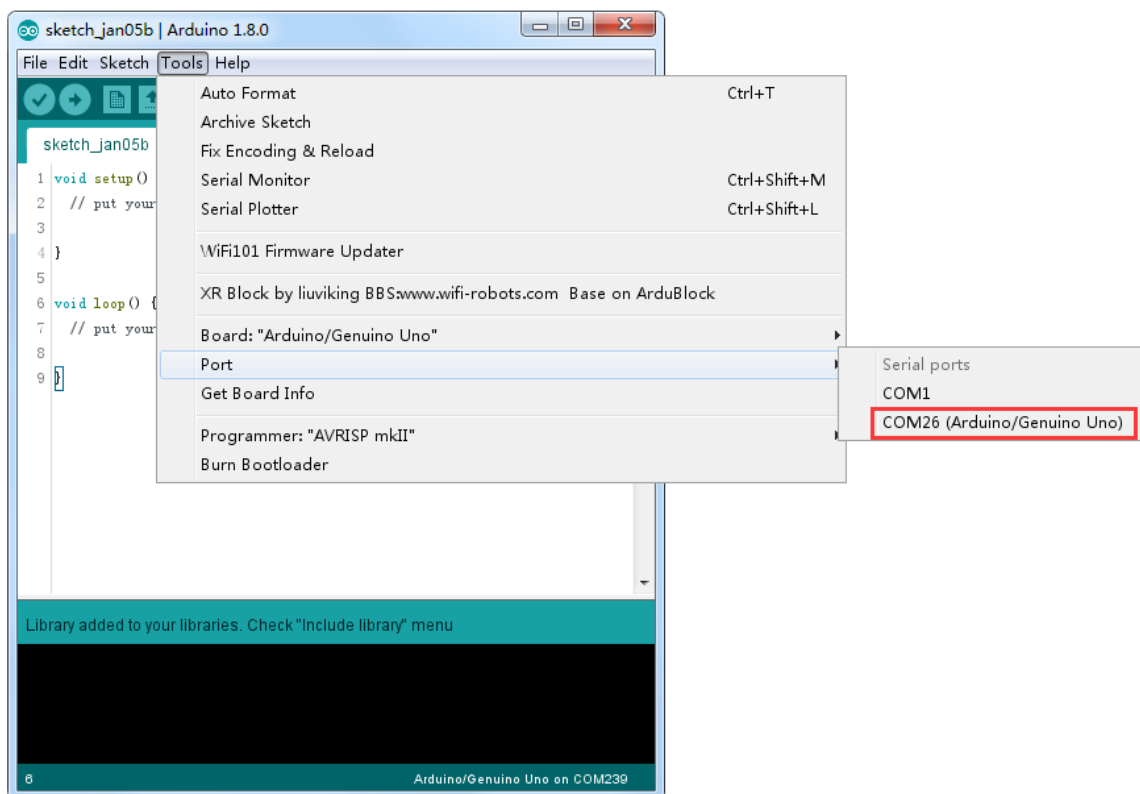 sketch_jan05b | Arduino 1.8.0
File Edit Sketch Tools Help
sketch_jan05b
1 void setup()
2 // put your
3
4 }
5
6 void loop() {
7 // put your
8
9 }
Auto Format Ctrl+T
Archive Sketch
Fix Encoding & Reload
Serial Monitor Ctrl+Shift+M
Serial Plotter Ctrl+Shift+L
WiFi101 Firmware Updater
XR Block by liuviking BBS:www.wifi-robots.com Base on ArduBlock
Board: "Arduino/Genuino Uno"
Port
Get Board Info
Programmer: "AVRISP mkII"
Burn Bootloader
Serial ports
COM1
COM26 (Arduino/Genuino Uno)
Library added to your libraries. Check "Include library" menu
6 Arduino/Genuino Uno on COM239